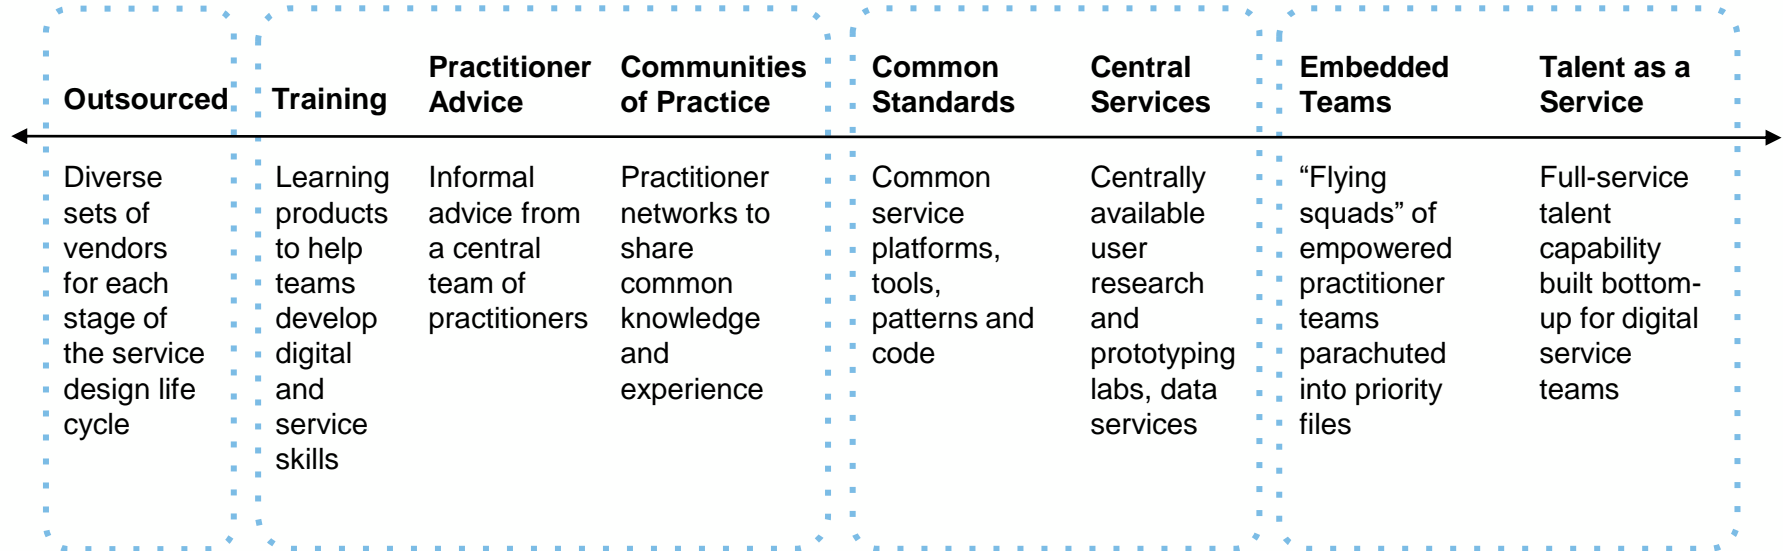 Outsourced
Diverse
sets of
vendors
for each
stage of
the service
design life
cycle
Training
Learning
products
to help
teams
develop
digital
and
service
skills
Practitioner
Advice
Informal
advice from
a central
team of
practitioners
Communities
of Practice
Practitioner
networks to
share
common
knowledge
and
experience
Common
Standards
Common
service
platforms,
tools,
patterns and
code
Central
Services
Centrally
available
user
research
and
prototyping
labs, data
services
Embedded
Teams
“Flying
squads” of
empowered
practitioner
teams
parachuted
into priority
files
Talent as a
Service
Full-service
talent
capability
built bottom-
up for digital
service
teams